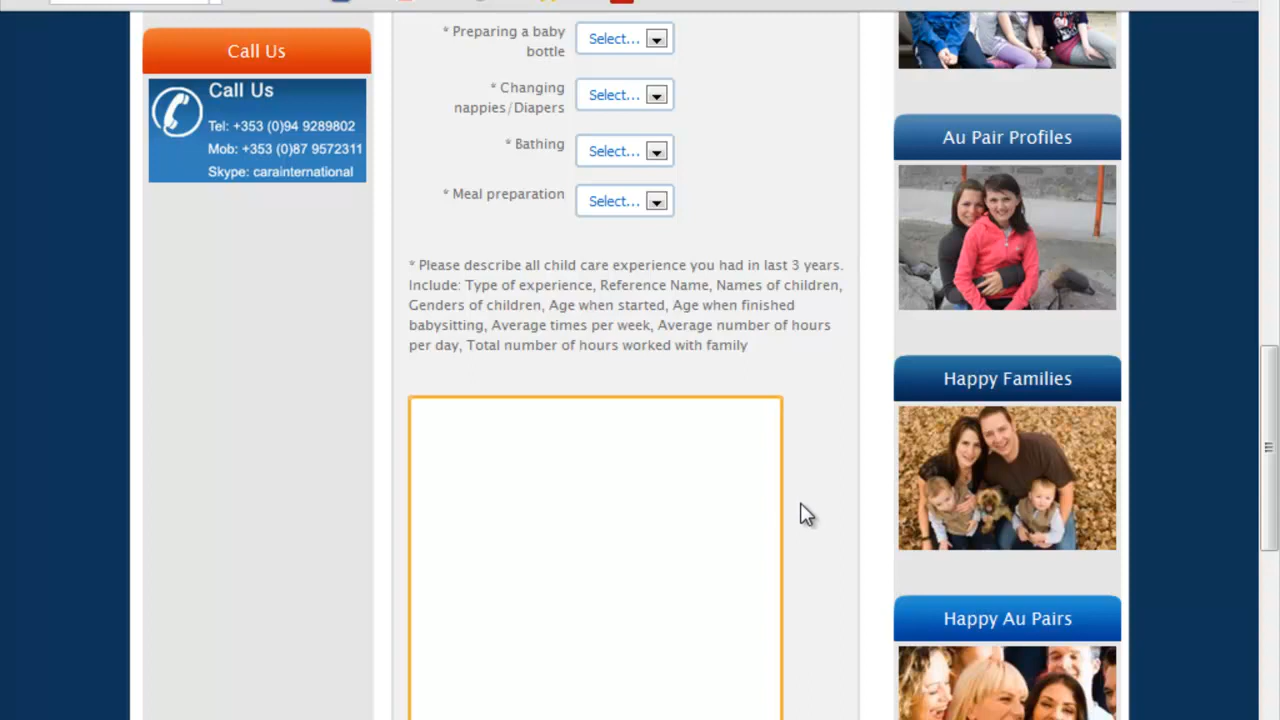 Call Us
Call Us
Tel: +353 (0)94 9289802
Mob: +353 (0)87 9572311
Skype: carainternational
* Preparing a baby
bottle
Select...
* Changing
nappies/Diapers
Select...
* Bathing
Select...
* Meal preparation
Select...
* Please describe all child care experience you had in last 3 years.
Include: Type of experience, Reference Name, Names of children,
Genders of children, Age when started, Age when finished
babysitting, Average times per week, Average number of hours
per day, Total number of hours worked with family
Au Pair Profiles
Happy Families
Happy Au Pairs